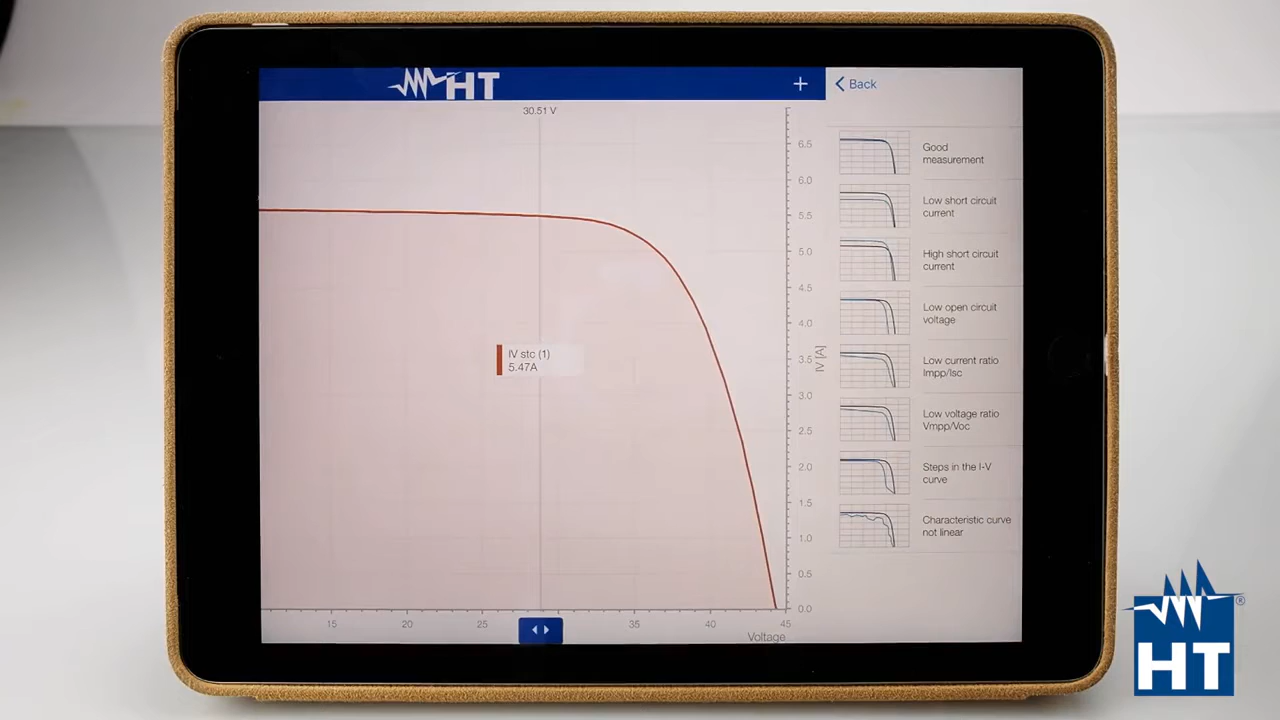 HT
+
Back
30.51 V
6.5
6.0
5.5
5.0
4.5
4.0
3.5
3.0
2.5
2.0
1.5
1.0
0.5
0.0
IV [A]
IV stc (1)
5.47A
15
20
25
35
40
45
Voltage
Good
measurement
Low short circuit
current
High short circuit
current
Low open circuit
voltage
Low current ratio
Impp/Isc
Low voltage ratio
Vmpp/Voc
Steps in the I-V
curve
Characteristic curve
not linear
®
HT